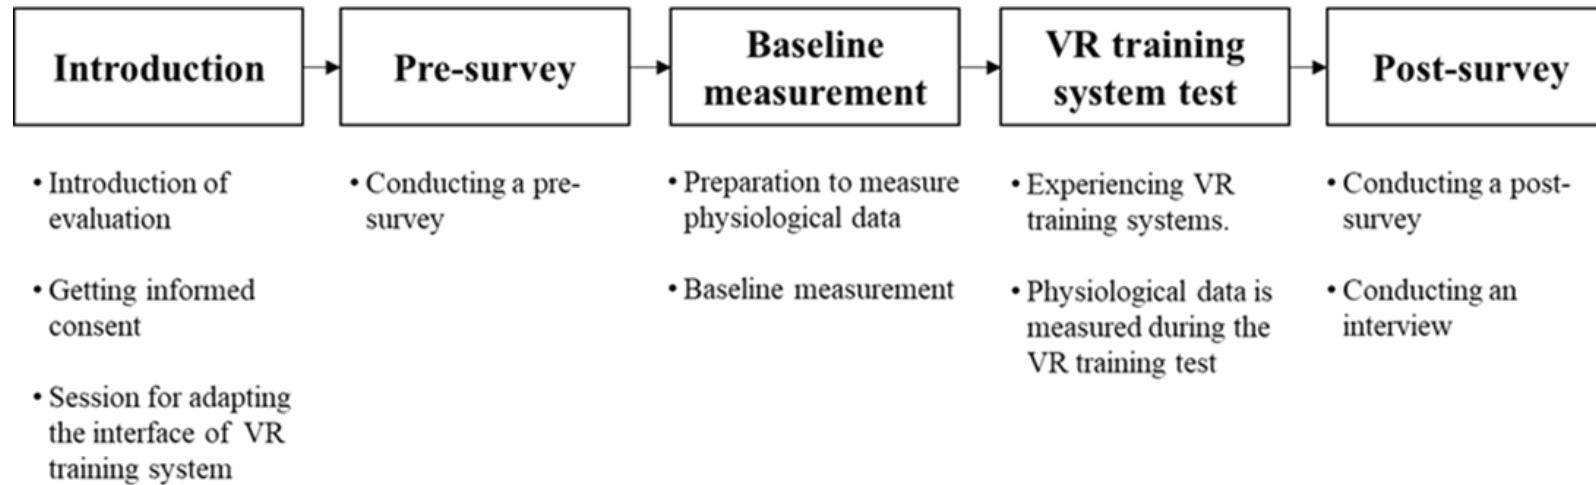 Introduction
Pre-survey
Baseline
measurement
VR training
system test
Post-survey
• Introduction of
evaluation
• Getting informed
consent
• Session for adapting
the interface of VR
training system
• Conducting a pre-
survey
• Preparation to measure
physiological data
• Baseline measurement
• Experiencing VR
training systems.
• Physiological data is
measured during the
VR training test
• Conducting a post-
survey
• Conducting an
interview